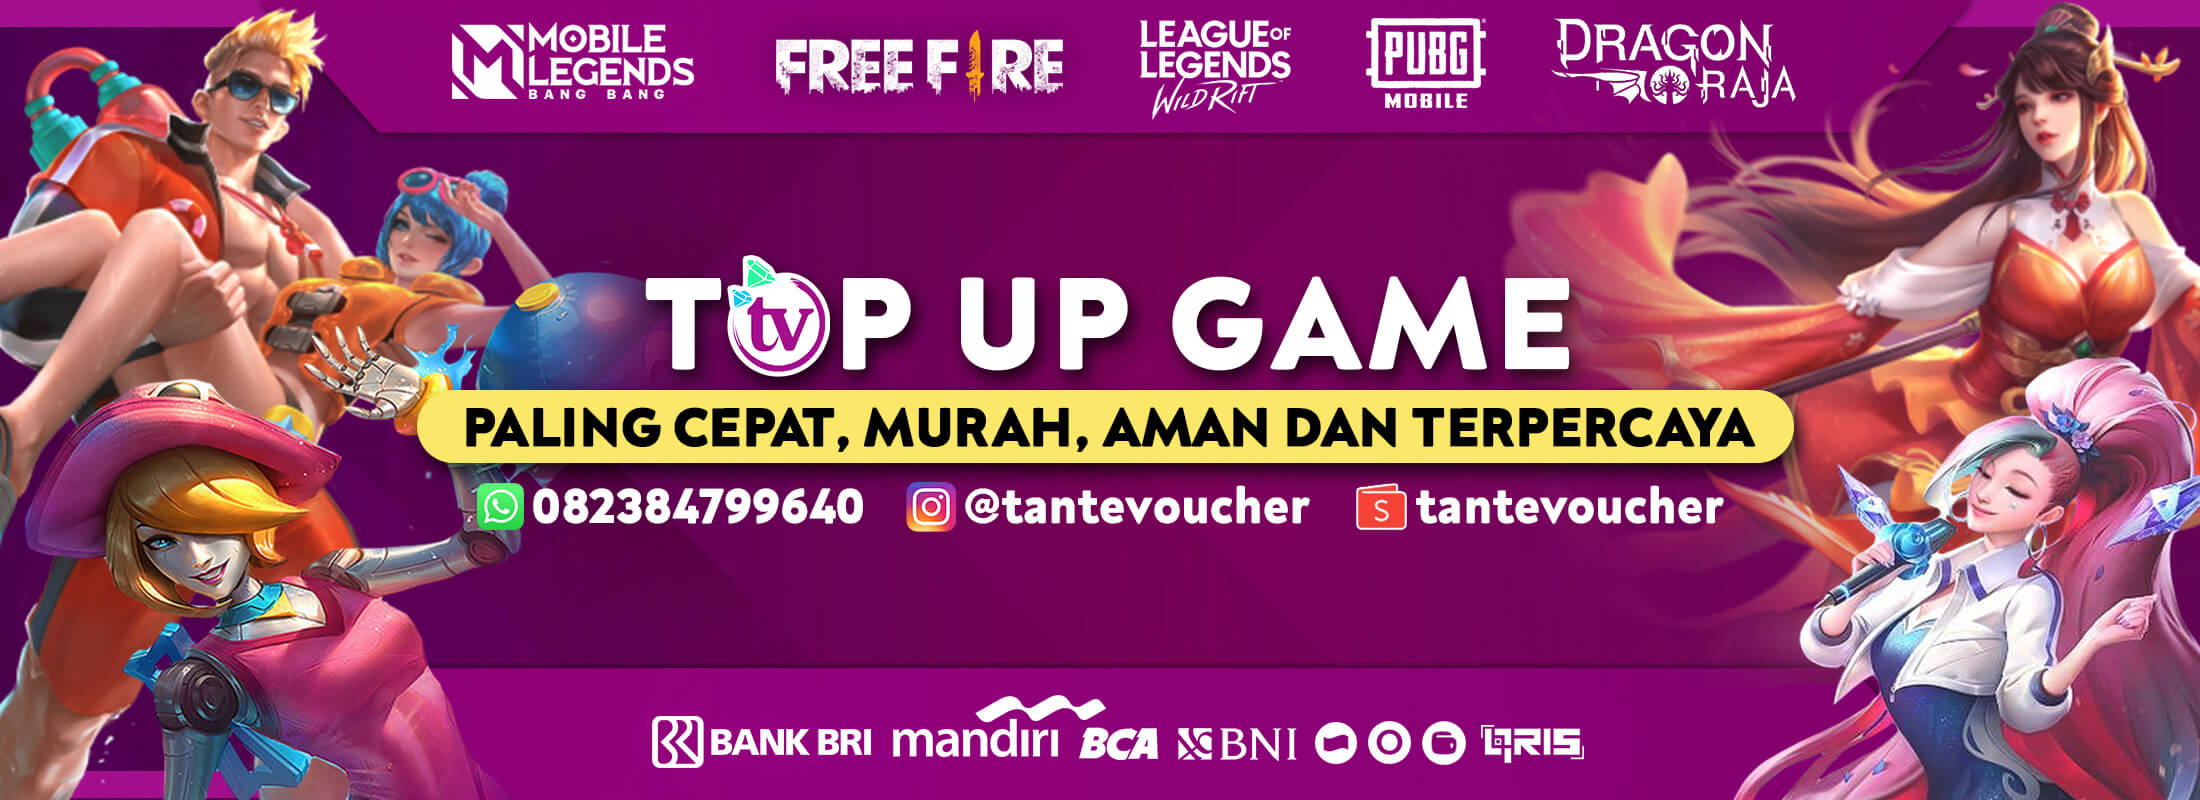 MOBILE LEGENDS BANG BANG
FREE FIRE
LEAGUE OF LEGENDS WILD RIFT
PUBG MOBILE
DRAGON RAJA
TOP UP GAME
tv
PALING CEPAT, MURAH, AMAN DAN TERPERCAYA
082384799640 @tantevoucher S tantevoucher
BANK BRI mandiri BCA BNI QRIS